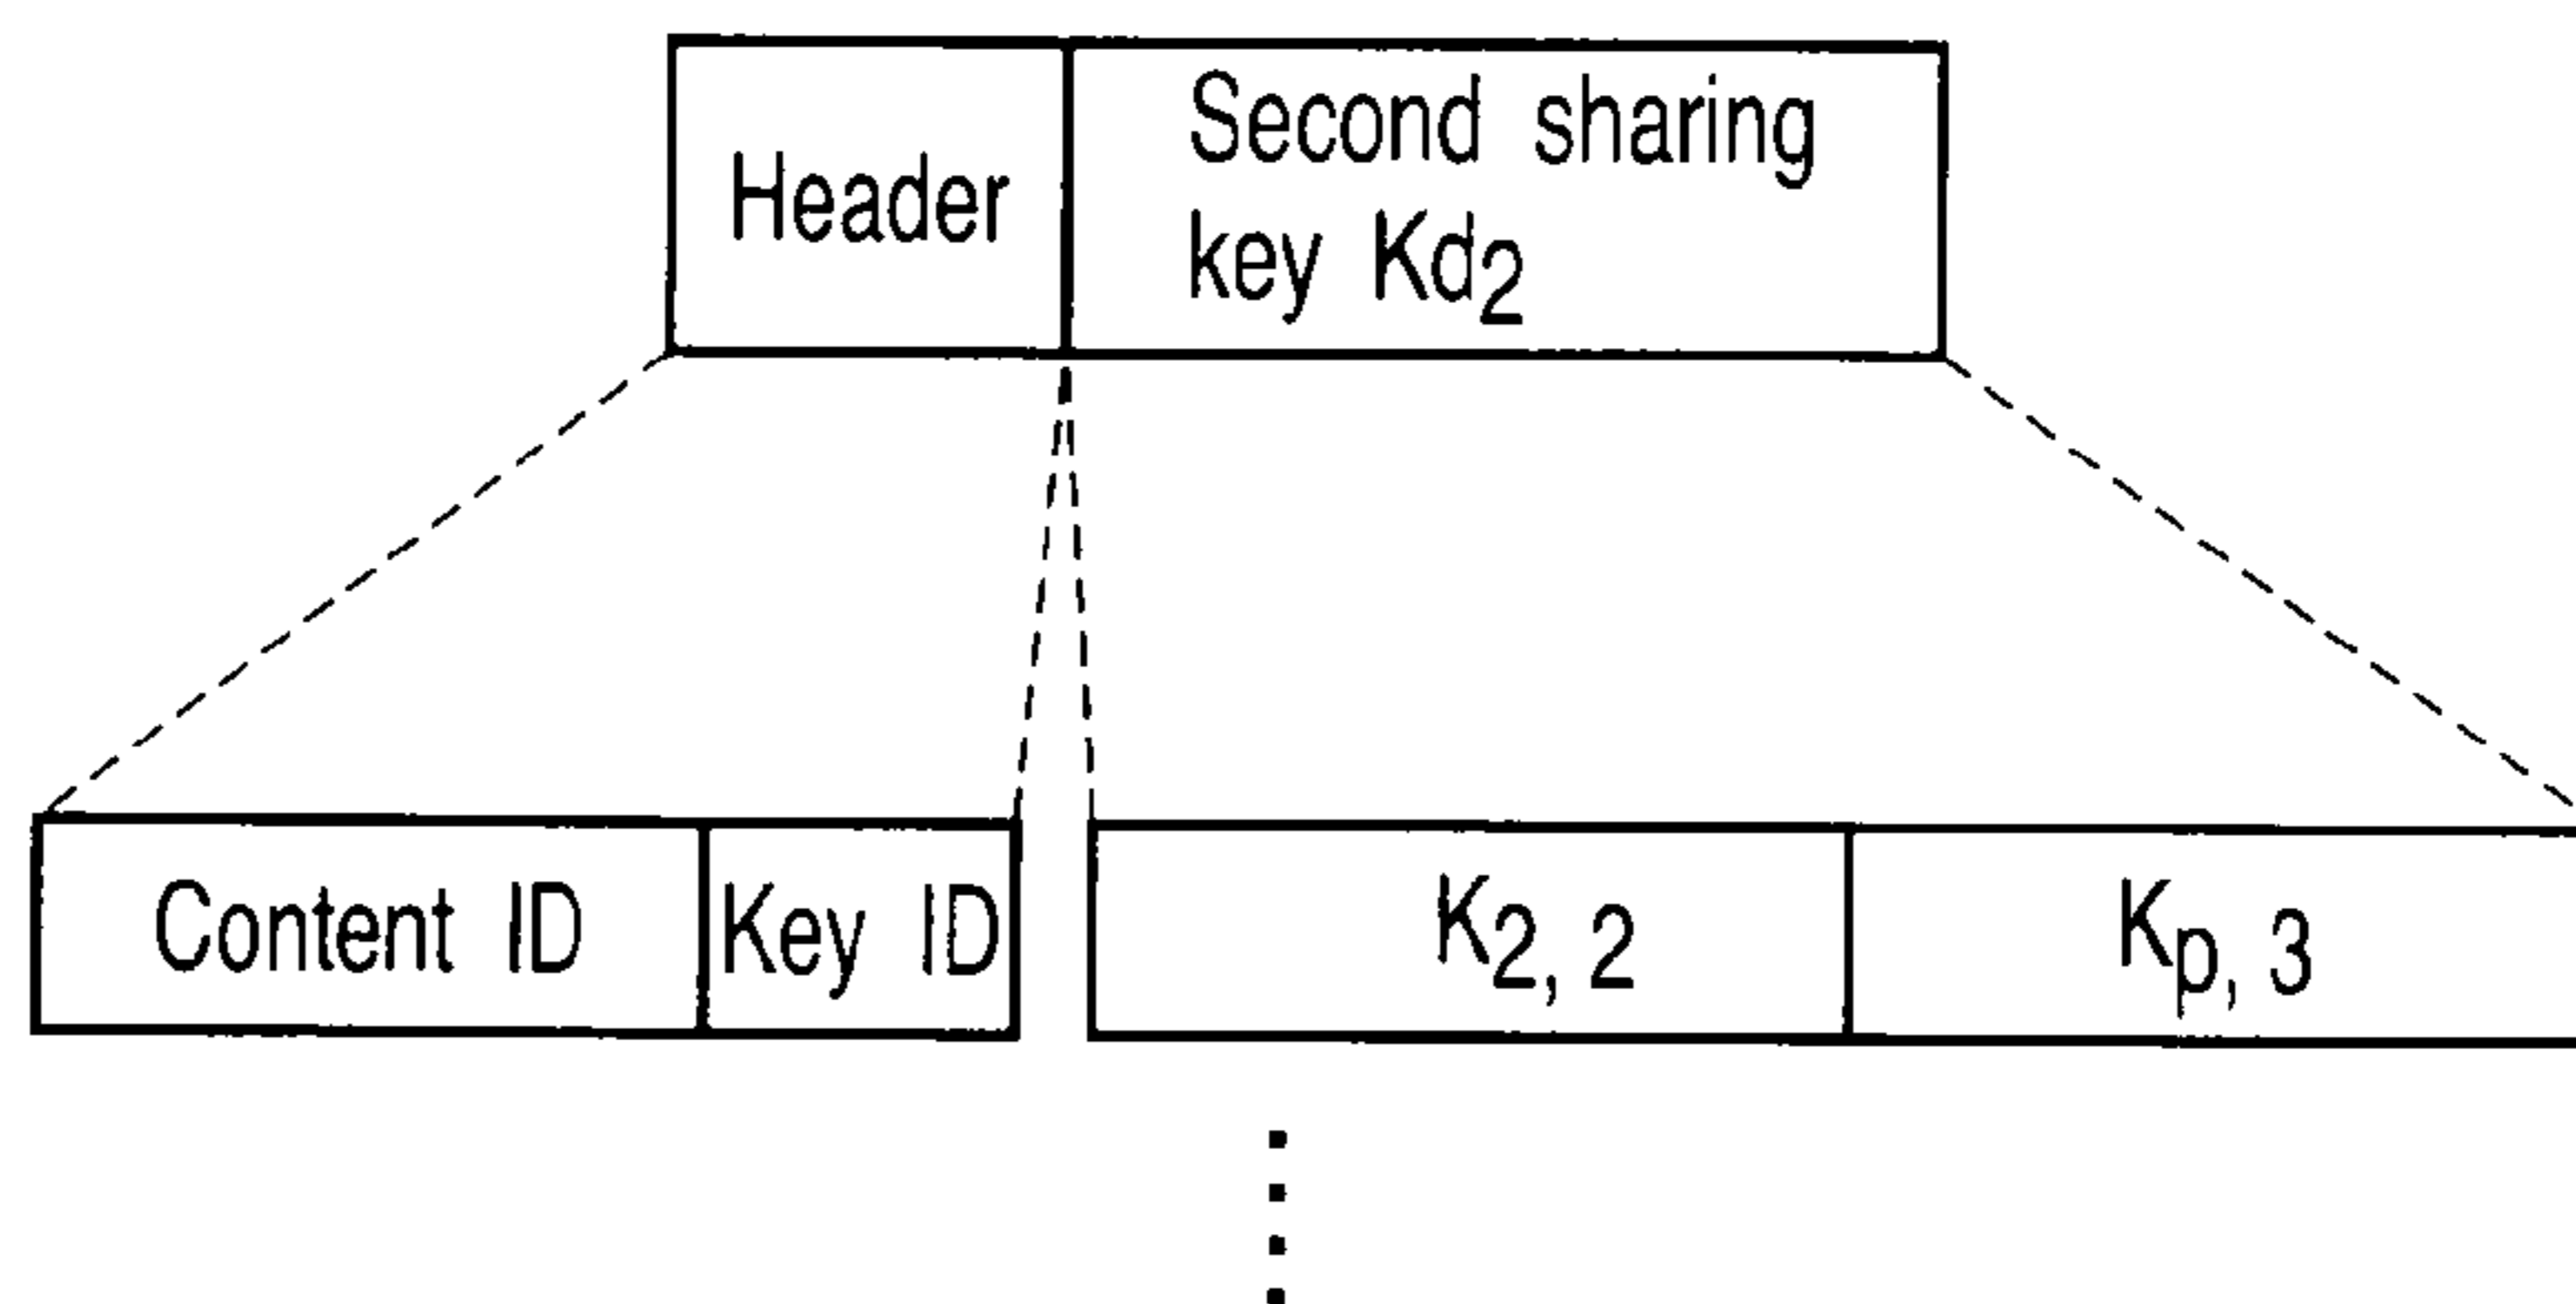 Header
Second sharing
key Kd2
Content ID
Key ID
K2, 2
Kp, 3